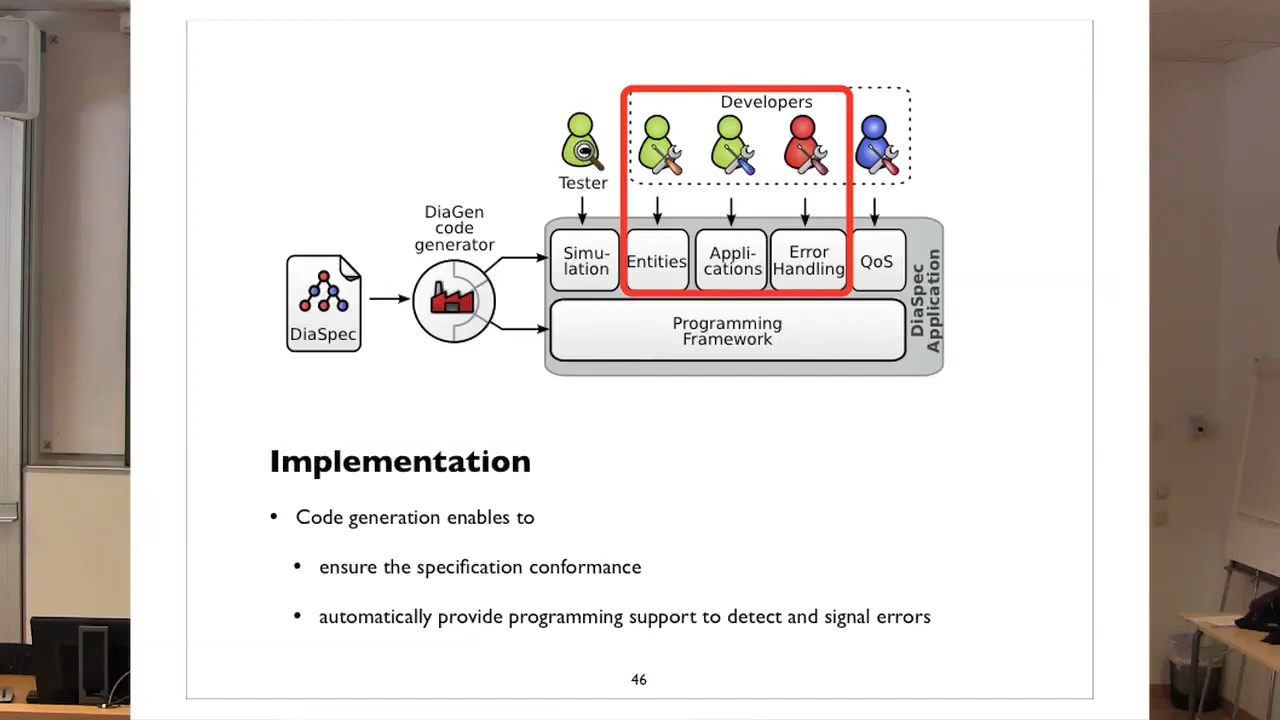 Developers
Tester
DiaGen
code
generator
Simu-
lation
Entities
Appli-
cations
Error
Handling
QoS
DiaSpec
Application
DiaSpec
Programming
Framework
Implementation
• Code generation enables to
• ensure the specification conformance
• automatically provide programming support to detect and signal errors
46